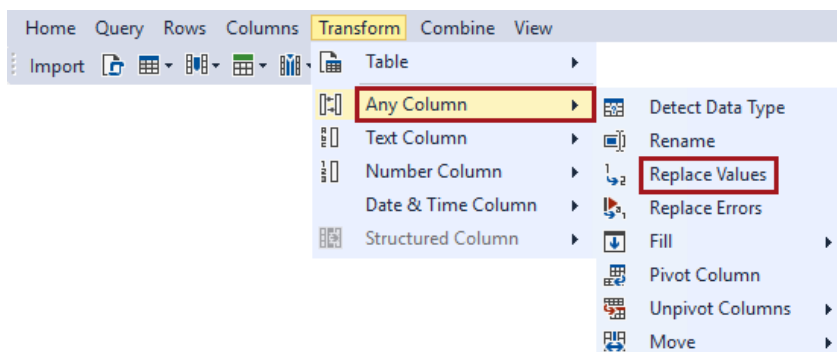 Home Query Rows Columns Transform Combine View
Import
Table
Any Column
Text Column
Number Column
Date & Time Column
Structured Column
Detect Data Type
Rename
Replace Values
Replace Errors
Fill
Pivot Column
Unpivot Columns
Move